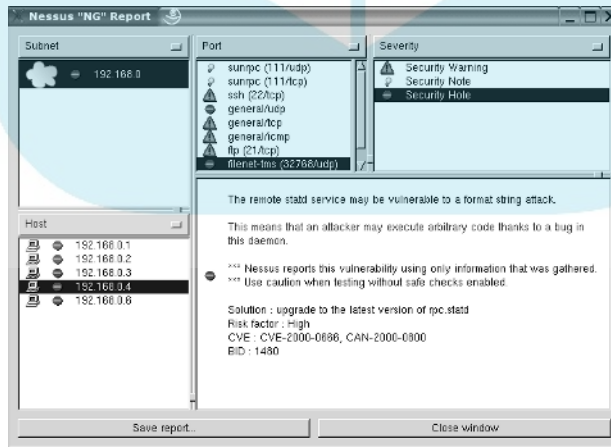 Nessus "NG" Report
Subnet
192.168.0
Port
sunrpc (111/udp)
sunrpc (111/tcp)
ssh (22/tcp)
general/udp
general/tcp
general/icmp
ftp (21/tcp)
filenet-tms (32768/udp)
Severity
Security Warning
Security Note
Security Hole
Host
192.168.0.1
192.168.0.2
192.168.0.3
192.168.0.4
192.168.0.6
The remote statd service may be vulnerable to a format string attack.
This means that an attacker may execute arbitrary code thanks to a bug in
this daemon.
*** Nessus reports this vulnerability using only information that was gathered.
*** Use caution when testing without safe checks enabled.
Solution : upgrade to the latest version of rpc.statd
Risk factor : High
CVE : CVE-2000-0666, CAN-2000-0800
BID : 1480
Save report...
Close window